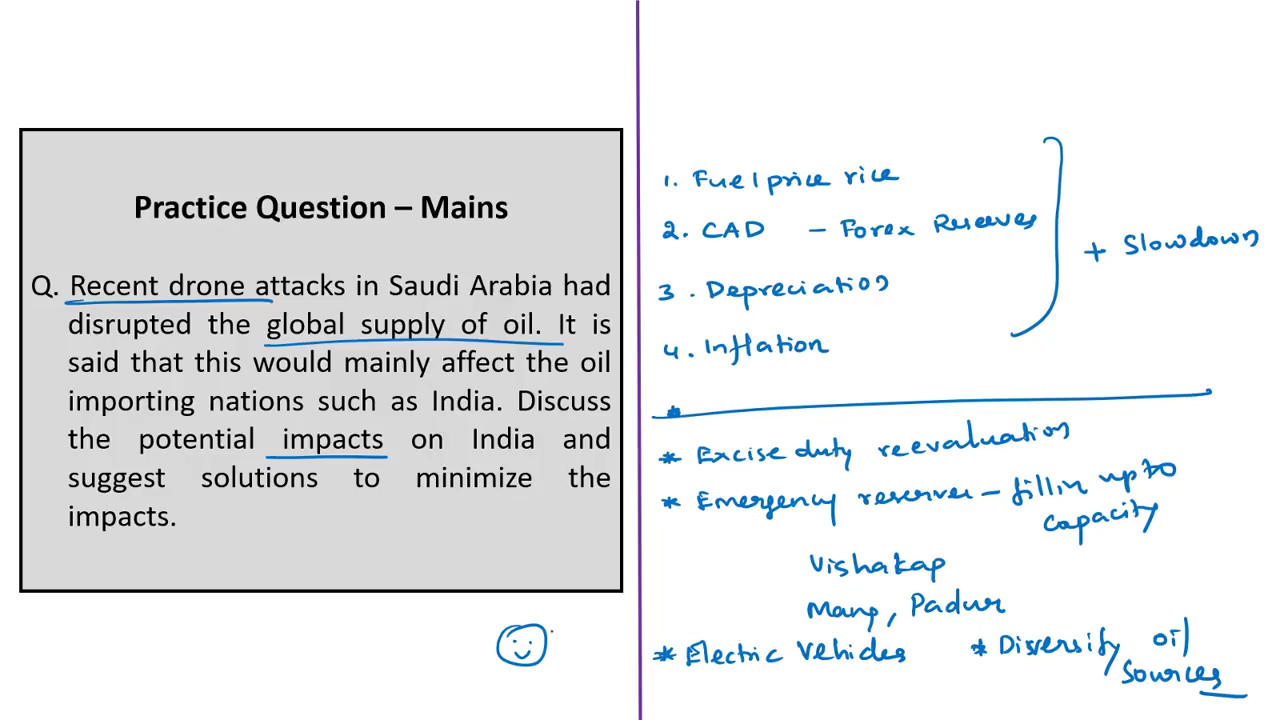 Practice Question – Mains
Q. Recent drone attacks in Saudi Arabia had
disrupted the global supply of oil. It is
said that this would mainly affect the oil
importing nations such as India. Discuss
the potential impacts on India and
suggest solutions to minimize the
impacts.
1. Fuel price rice
2. CAD – Forex Reserves
3. Depreciation
4. Inflation
+ Slowdown
*
* Excise duty reevaluation
* Emergency reserves – fillin up to
capacity
Vishakap
Mang, Padur
* Electric Vehicles * Diversify oil
Sources